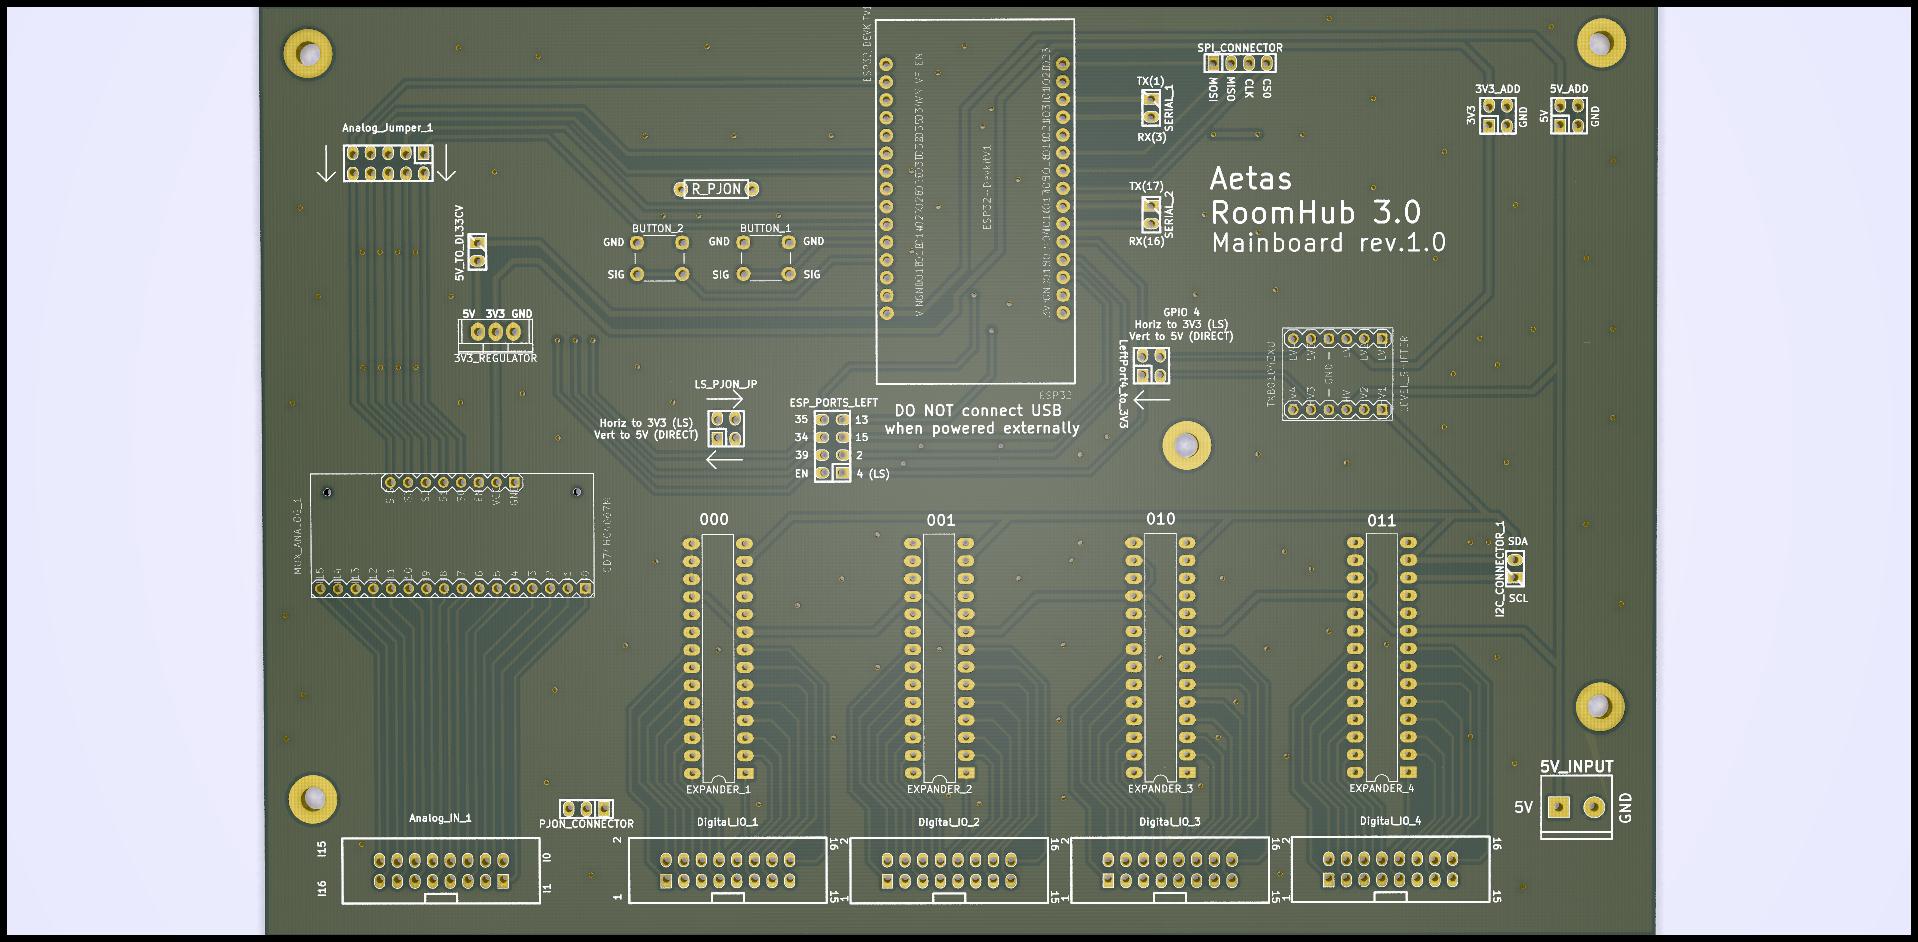 SPI_CONNECTOR
MOSI
MISO
CLK
CS0
TX(1)
SERIAL_1
RX(3)
3V3_ADD
3V3
GND
5V_ADD
5V
GND
Analog_Jumper_1
R_PJON
Aetas
RoomHub 3.0
Mainboard rev.1.0
TX(17)
SERIAL_2
RX(16)
ESP32-DevkitV1
BUTTON_2
GND
SIG
BUTTON_1
GND
GND
SIG
SIG
5V_TO_DL33CV
5V 3V3 GND
3V3_REGULATOR
GPIO 4
Horiz to 3V3 (LS)
Vert to 5V (DIRECT)
LeftPort4_to_3V3
LS_PJON_JP
Horiz to 3V3 (LS)
Vert to 5V (DIRECT)
ESP_PORTS_LEFT
35 13
34 15
39 2
EN 4 (LS)
ESP32
DO NOT connect USB
when powered externally
LEVEL_SHIFTER
MUX_ANALOG_1
000
001
010
011
I2C_CONNECTOR_1
SDA
SCL
EXPANDER_1
EXPANDER_2
EXPANDER_3
EXPANDER_4
5V_INPUT
5V
GND
PJON_CONNECTOR
Analog_IN_1
I15
I0
I16
I1
Digital_IO_1
2
16
1
15
Digital_IO_2
2
16
1
15
Digital_IO_3
2
16
1
15
Digital_IO_4
2
16
1
15